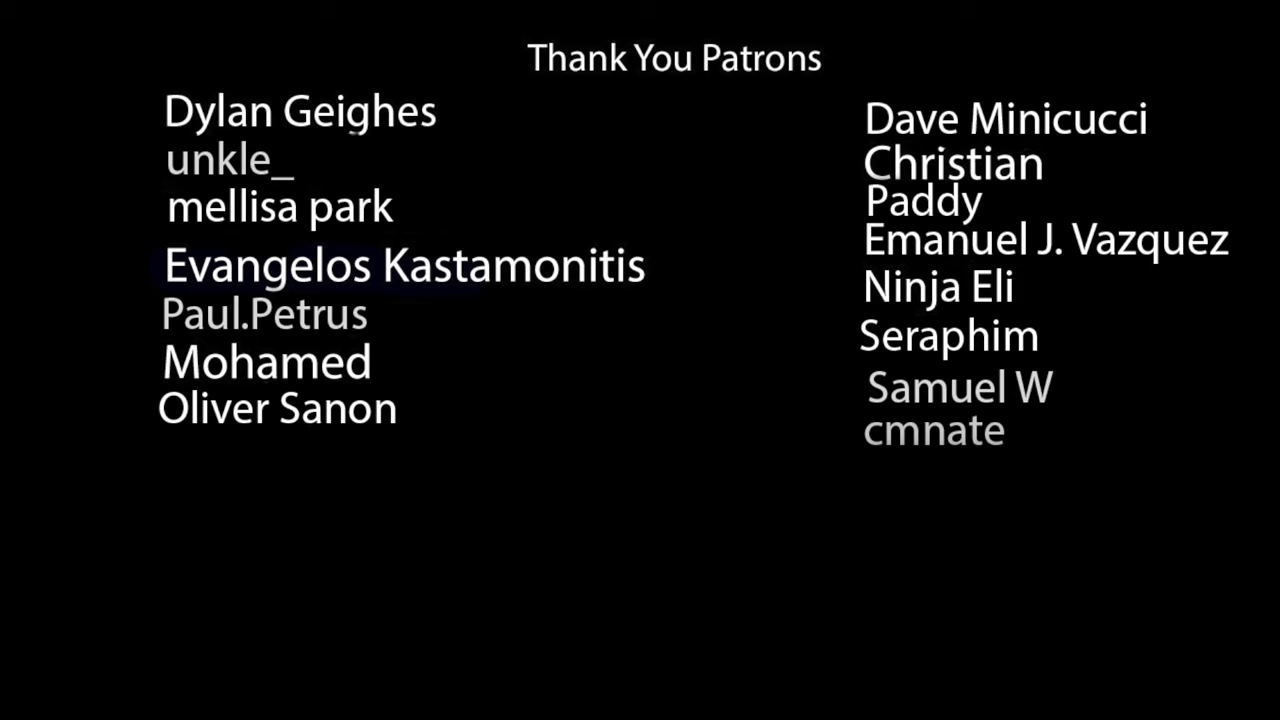 Thank You Patrons
Dylan Geighes
unkle_
mellisa park
Evangelos Kastamonitis
Paul.Petrus
Mohamed
Oliver Sanon
Dave Minicucci
Christian
Paddy
Emanuel J. Vazquez
Ninja Eli
Seraphim
Samuel W
cmnate